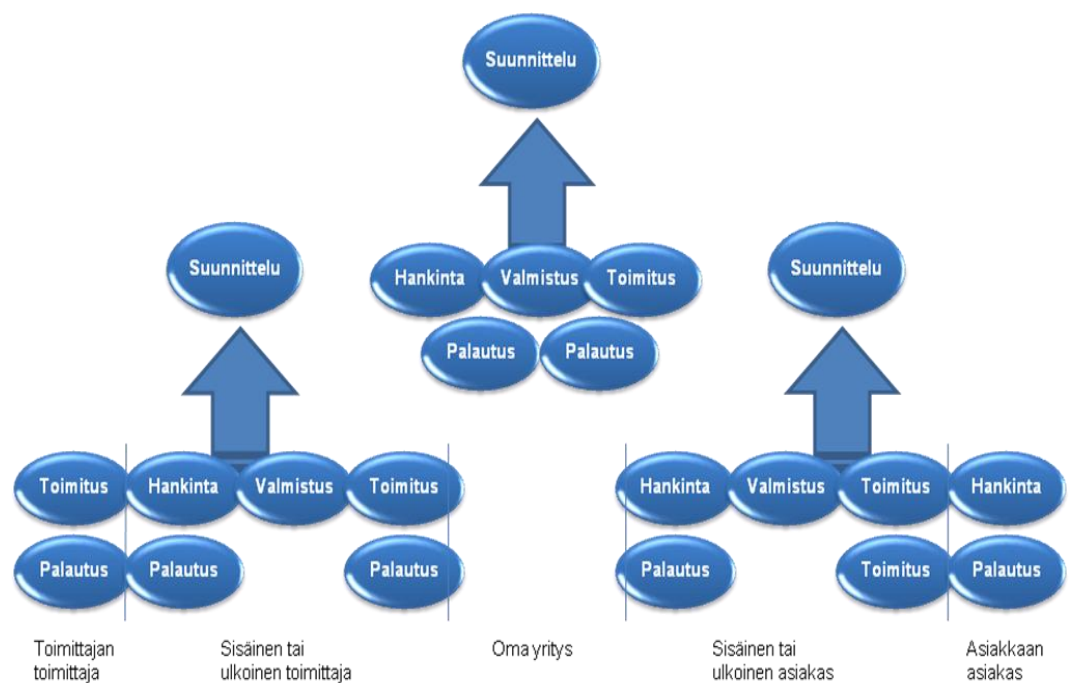 Suunnittelu
Suunnittelu
Suunnittelu
Hankinta Valmistus Toimitus
Palautus Palautus
Toimitus Hankinta Valmistus Toimitus
Hankinta Valmistus Toimitus Hankinta
Palautus Palautus Palautus
Palautus Toimitus Palautus
Toimittajan
toimittaja
Sisäinen tai
ulkoinen toimittaja
Oma yritys
Sisäinen tai
ulkoinen asiakas
Asiakkaan
asiakas